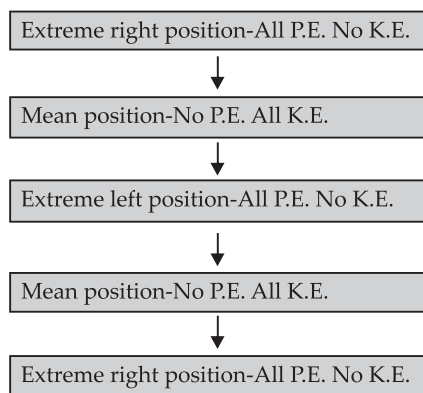 Extreme right position-All P.E. No K.E.
Mean position-No P.E. All K.E.
Extreme left position-All P.E. No K.E.
Mean position-No P.E. All K.E.
Extreme right position-All P.E. No K.E.